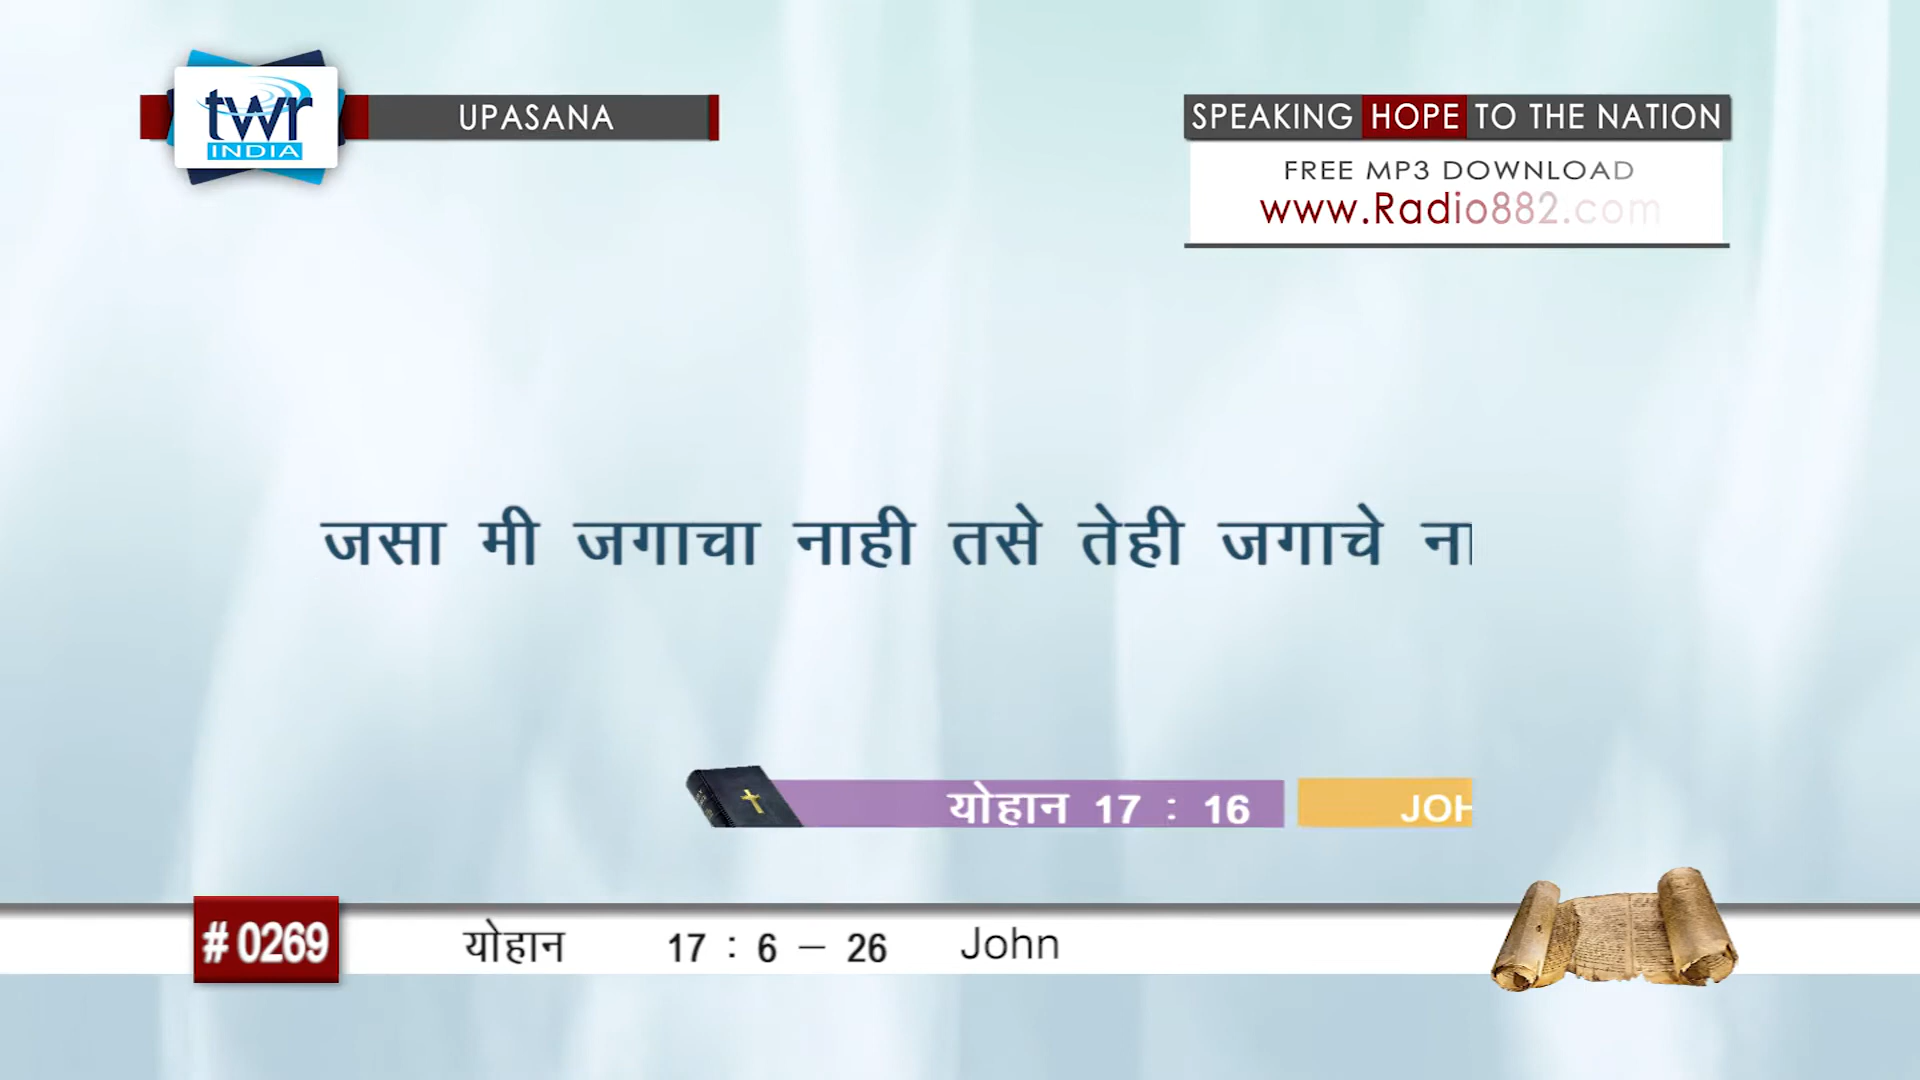 twr
INDIA
UPASANA
SPEAKING HOPE TO THE NATION
FREE MP3 DOWNLOAD
www.Radio882.com
जसा मी जगाचा नाही तसे तेही जगाचे ना
योहान 17 : 16
JOH
# 0269
योहान 17 : 6 – 26 John